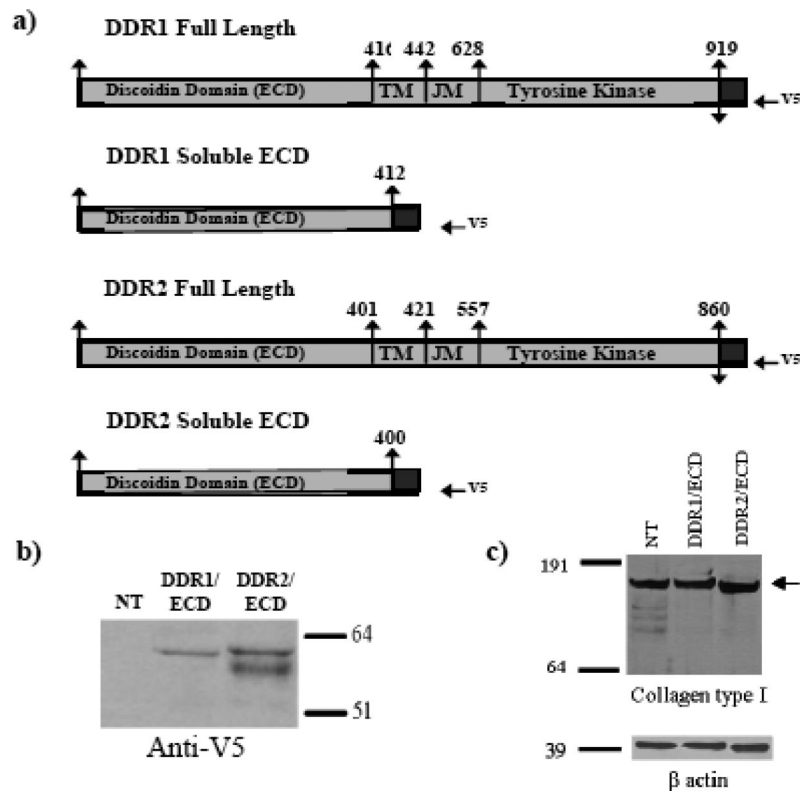 a)
DDR1 Full Length
416 442 628 919
Discoidin Domain (ECD) TM JM Tyrosine Kinase
V5
DDR1 Soluble ECD
412
Discoidin Domain (ECD)
V5
DDR2 Full Length
401 421 557 860
Discoidin Domain (ECD) TM JM Tyrosine Kinase
V5
DDR2 Soluble ECD
400
Discoidin Domain (ECD)
V5
b)
NT DDR1/ECD DDR2/ECD
64
51
Anti-V5
c)
NT DDR1/ECD DDR2/ECD
191
64
Collagen type I
39
β actin